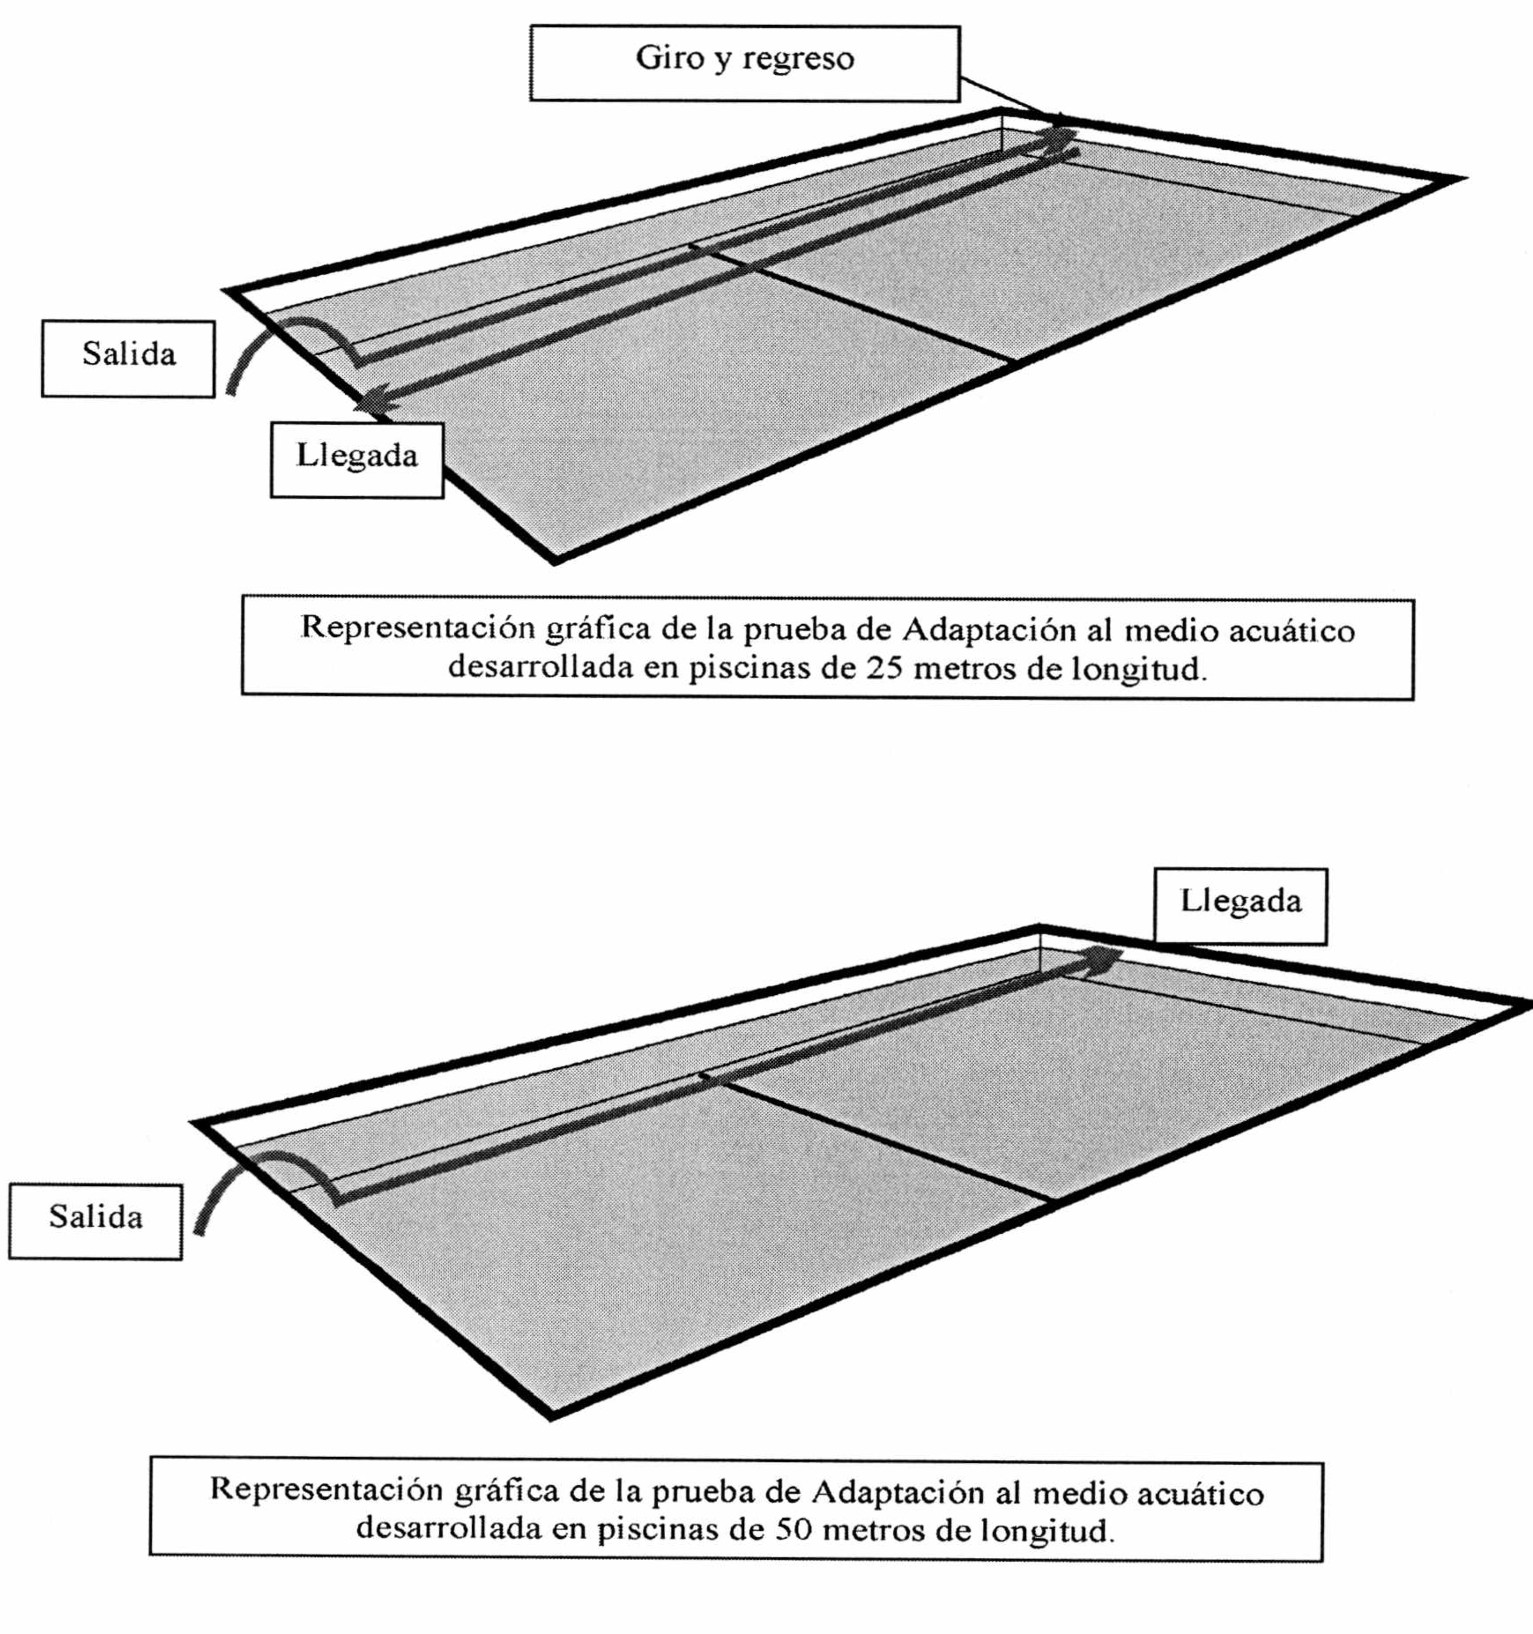 Giro y regreso
Salida
Llegada
Representación gráfica de la prueba de Adaptación al medio acuático
desarrollada en piscinas de 25 metros de longitud.
Llegada
Salida
Representación gráfica de la prueba de Adaptación al medio acuático
desarrollada en piscinas de 50 metros de longitud.